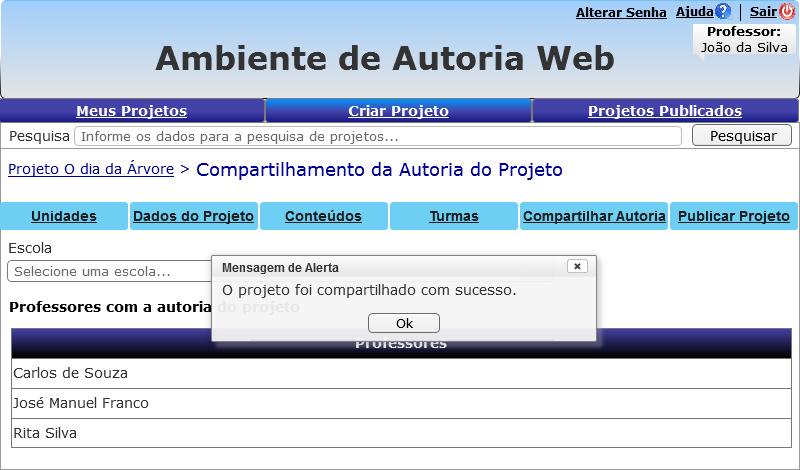 Alterar Senha Ajuda ? | Sair
Professor:
João da Silva
Ambiente de Autoria Web
Meus Projetos Criar Projeto Projetos Publicados
Pesquisa Informe os dados para a pesquisa de projetos... Pesquisar
Projeto O dia da Árvore > Compartilhamento da Autoria do Projeto
Unidades Dados do Projeto Conteúdos Turmas Compartilhar Autoria Publicar Projeto
Escola
Selecione uma escola...
Mensagem de Alerta
O projeto foi compartilhado com sucesso.
Ok
Professores com a autoria do projeto
Professores
Carlos de Souza
José Manuel Franco
Rita Silva